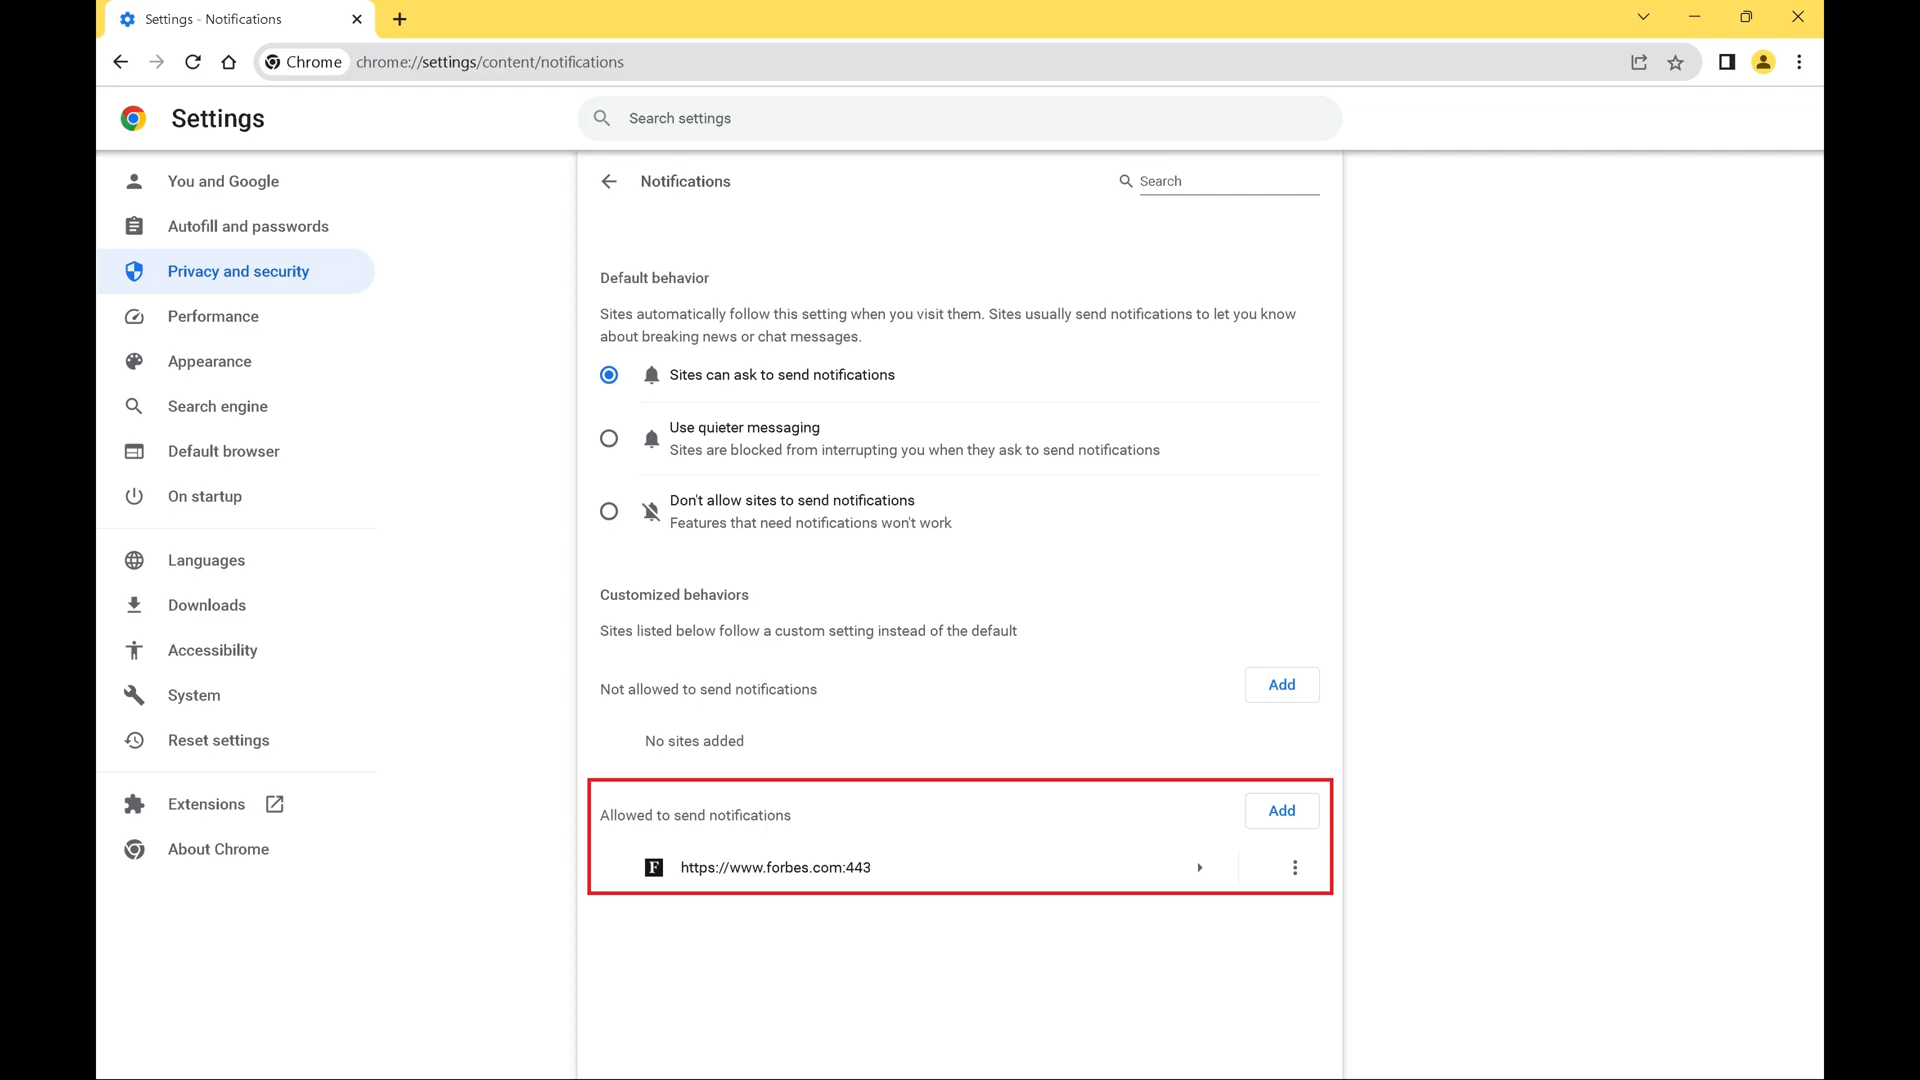 Settings - Notifications
Chrome chrome://settings/content/notifications
Settings
Search settings
You and Google
Autofill and passwords
Privacy and security
Performance
Appearance
Search engine
Default browser
On startup
Languages
Downloads
Accessibility
System
Reset settings
Extensions
About Chrome
Notifications
Search
Default behavior
Sites automatically follow this setting when you visit them. Sites usually send notifications to let you know
about breaking news or chat messages.
Sites can ask to send notifications
Use quieter messaging
Sites are blocked from interrupting you when they ask to send notifications
Don't allow sites to send notifications
Features that need notifications won't work
Customized behaviors
Sites listed below follow a custom setting instead of the default
Not allowed to send notifications
Add
No sites added
Allowed to send notifications
Add
F https://www.forbes.com:443